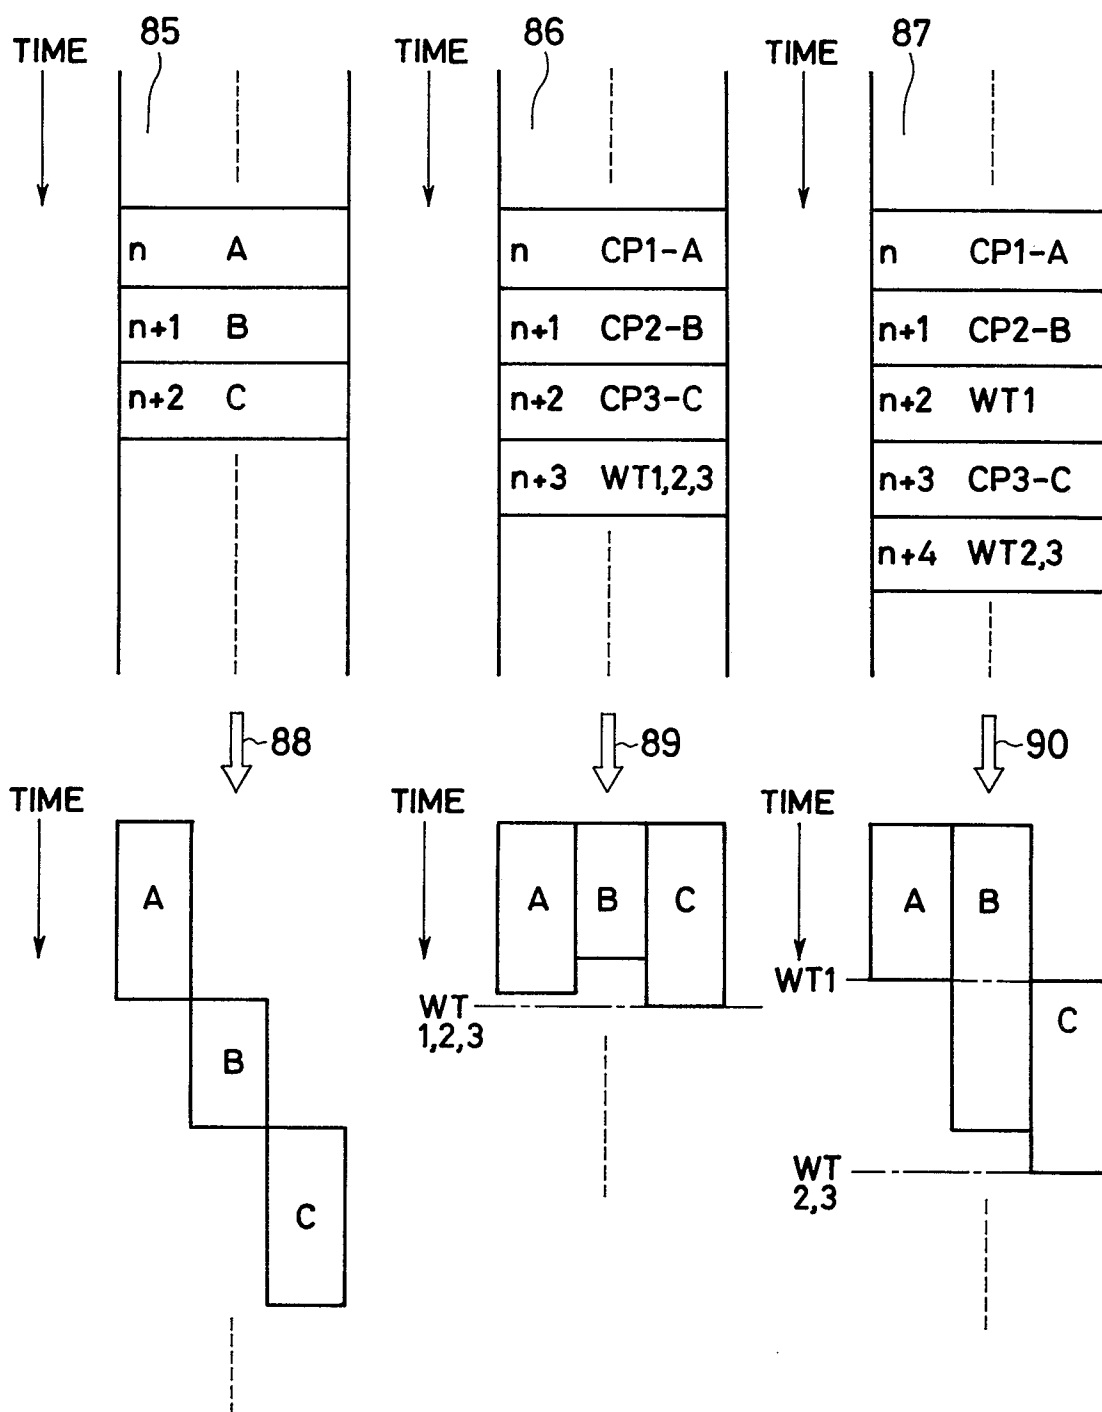 85
86
87
TIME
TIME
TIME
n A
n+1 B
n+2 C
n CP1-A
n+1 CP2-B
n+2 CP3-C
n+3 WT1,2,3
n CP1-A
n+1 CP2-B
n+2 WT1
n+3 CP3-C
n+4 WT2,3
88
89
90
TIME
TIME
TIME
A
B
C
A
B
C
WT
1,2,3
A
B
WT1
C
WT
2,3